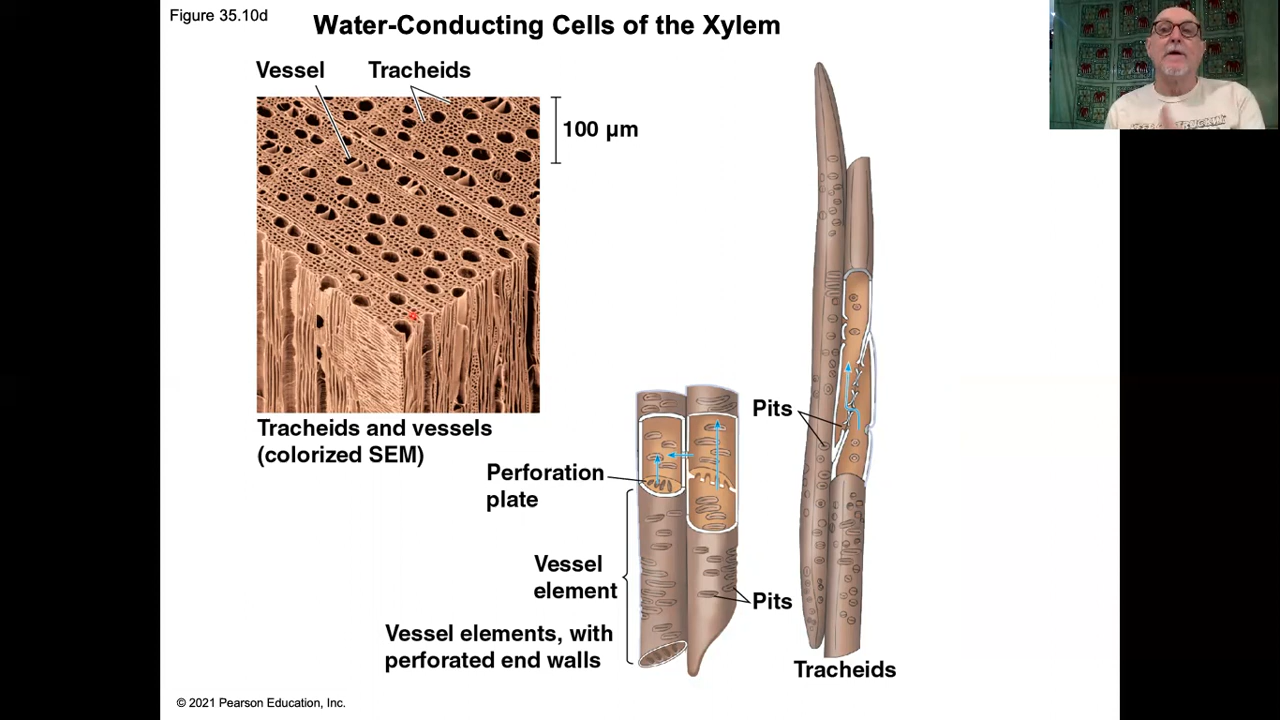 Figure 35.10d
Water-Conducting Cells of the Xylem
Vessel
Tracheids
100 μm
Tracheids and vessels
(colorized SEM)
Perforation
plate
Vessel
element
Vessel elements, with
perforated end walls
Pits
Pits
Tracheids
© 2021 Pearson Education, Inc.